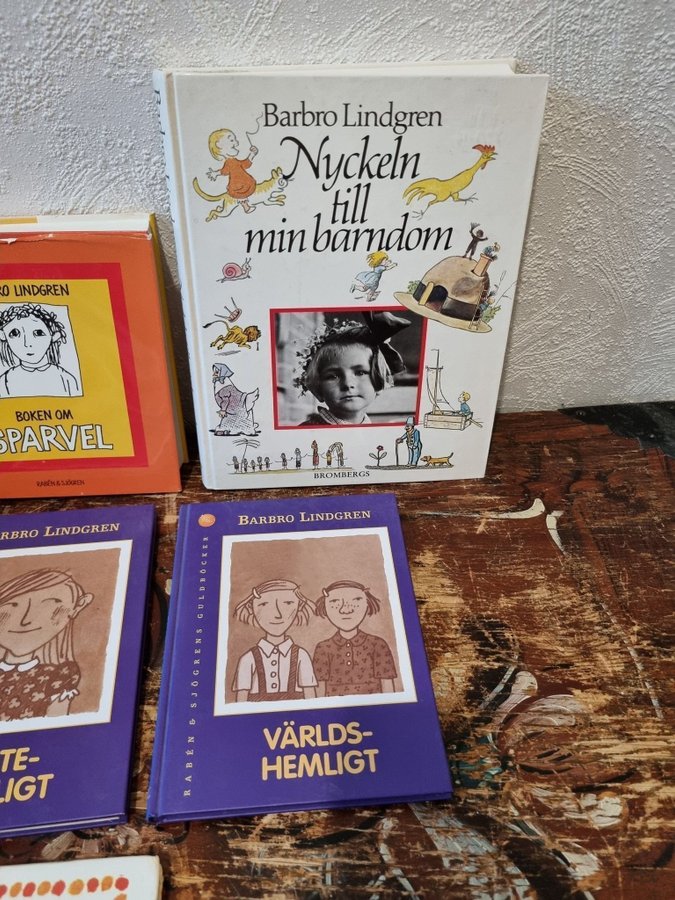 Barbro Lindgren
Nyckeln
till
min barndom
BROMBERGS
RO LINDGREN
BOKEN OM
SPARVEL
RABÉN & SJÖGREN
RBRO LINDGREN
TE-
LIGT
BARBRO LINDGREN
RABÉN & SJÖGRENS GULDBÖCKER
VÄRLDS-
HEMLIGT